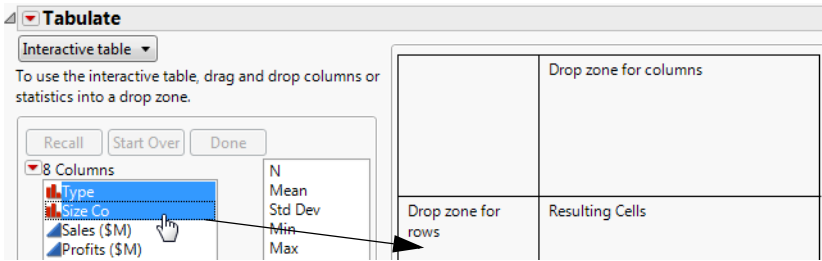 Tabulate
Interactive table
To use the interactive table, drag and drop columns or
statistics into a drop zone.
Recall Start Over Done
8 Columns
Type
Size Co
Sales ($M)
Profits ($M)
N
Mean
Std Dev
Min
Max
Drop zone for columns
Drop zone for
rows
Resulting Cells